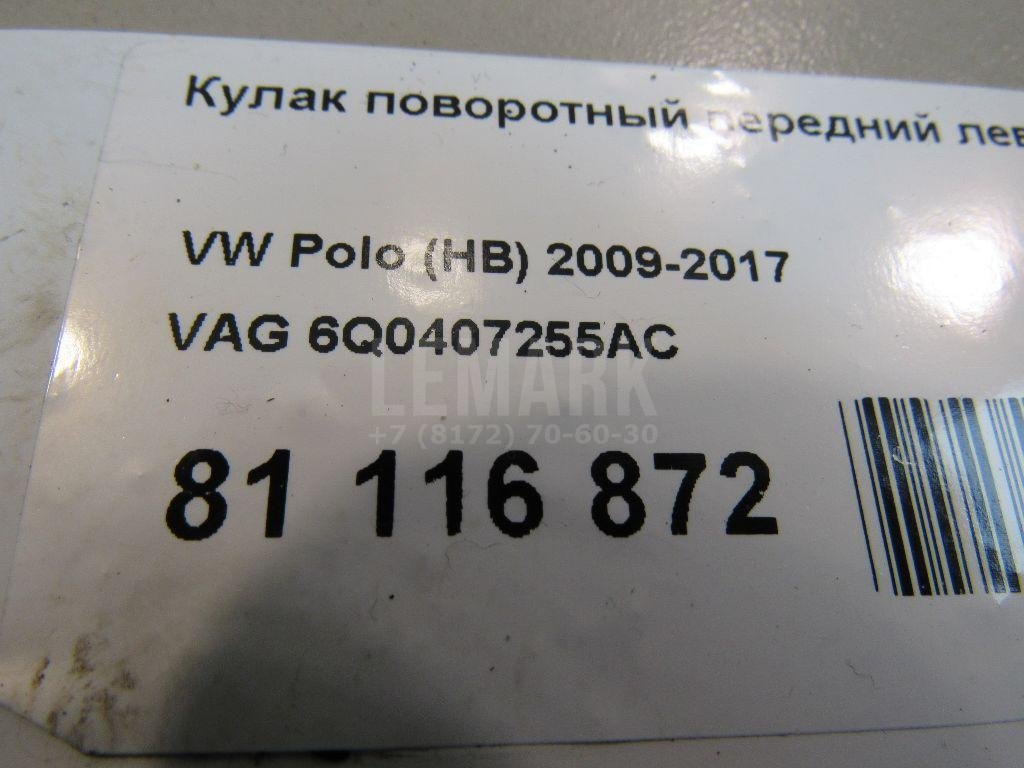 Кулак поворотный передний лев
VW Polo (HB) 2009-2017
VAG 6Q0407255AC
LEMARK
+7 (8172) 70-60-30
81 116 872